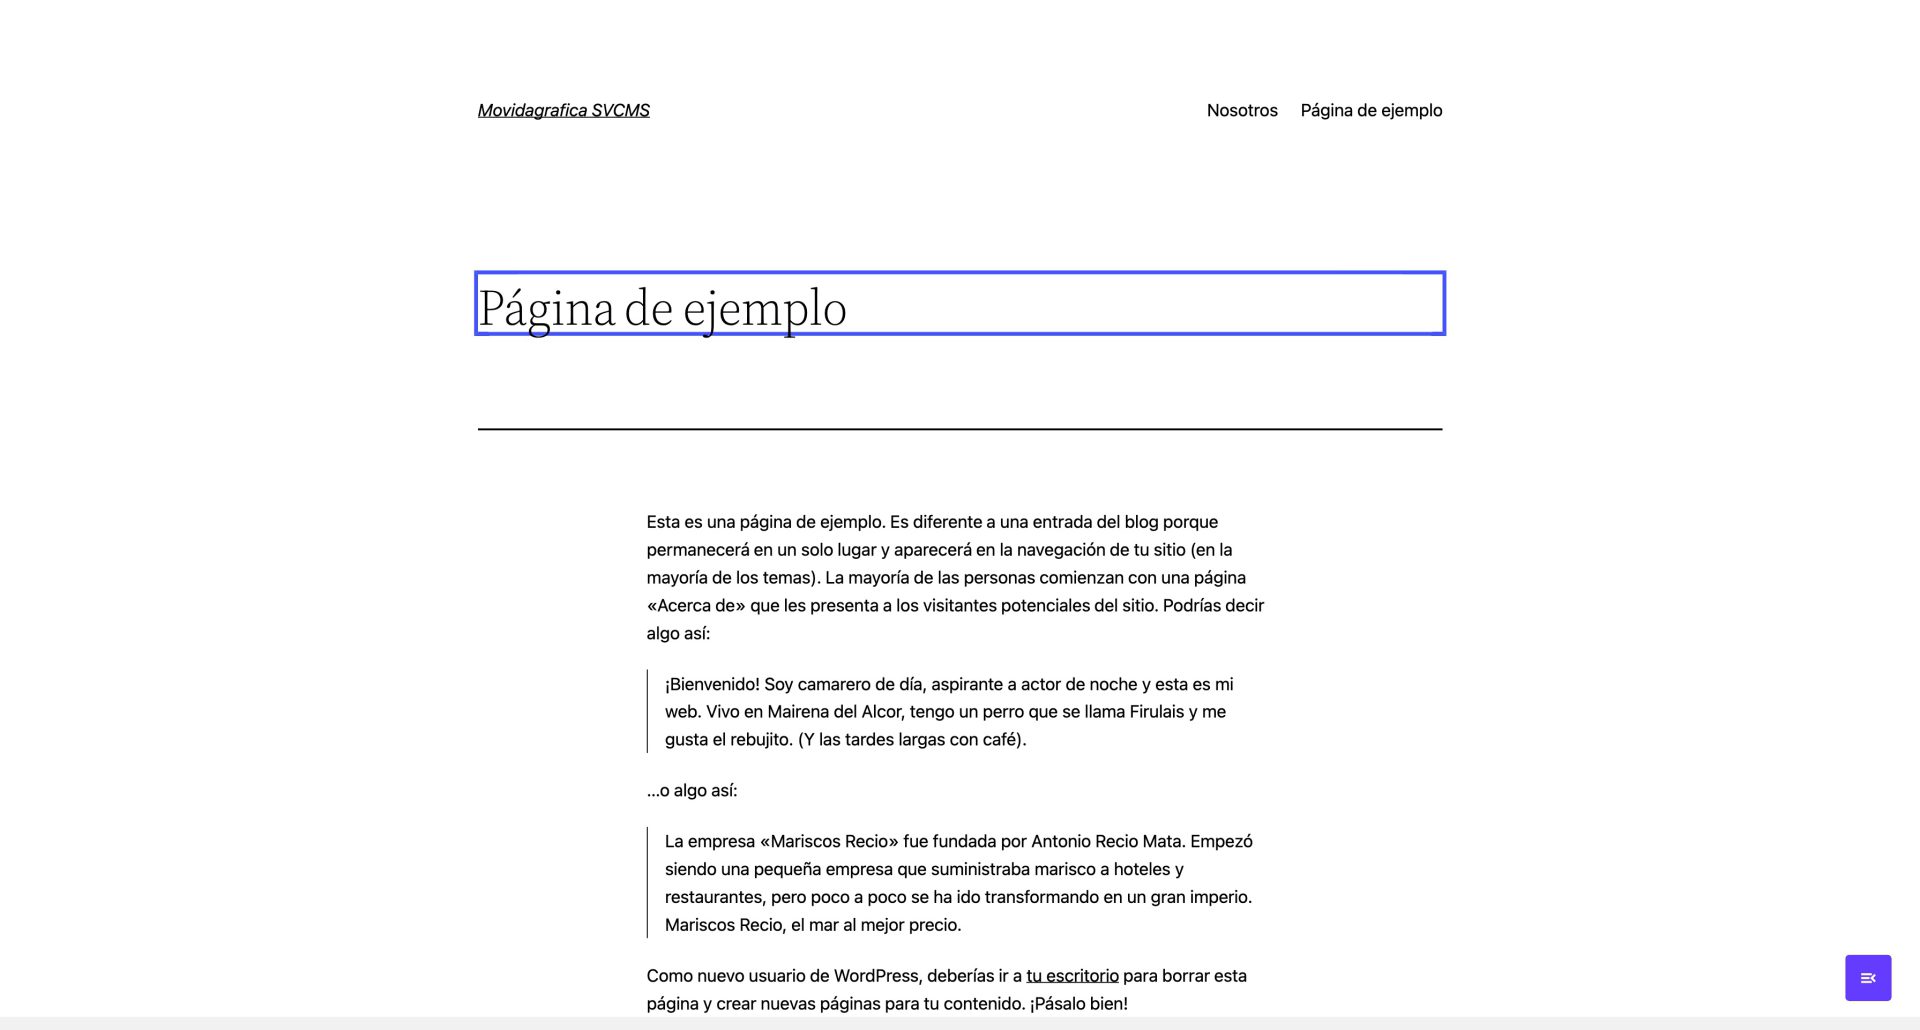 Movidagrafica SVCMS
Nosotros Página de ejemplo
Página de ejemplo
Esta es una página de ejemplo. Es diferente a una entrada del blog porque
permanecerá en un solo lugar y aparecerá en la navegación de tu sitio (en la
mayoría de los temas). La mayoría de las personas comienzan con una página
«Acerca de» que les presenta a los visitantes potenciales del sitio. Podrías decir
algo así:
¡Bienvenido! Soy camarero de día, aspirante a actor de noche y esta es mi
web. Vivo en Mairena del Alcor, tengo un perro que se llama Firulais y me
gusta el rebujito. (Y las tardes largas con café).
…o algo así:
La empresa «Mariscos Recio» fue fundada por Antonio Recio Mata. Empezó
siendo una pequeña empresa que suministraba marisco a hoteles y
restaurantes, pero poco a poco se ha ido transformando en un gran imperio.
Mariscos Recio, el mar al mejor precio.
Como nuevo usuario de WordPress, deberías ir a tu escritorio para borrar esta
página y crear nuevas páginas para tu contenido. ¡Pásalo bien!